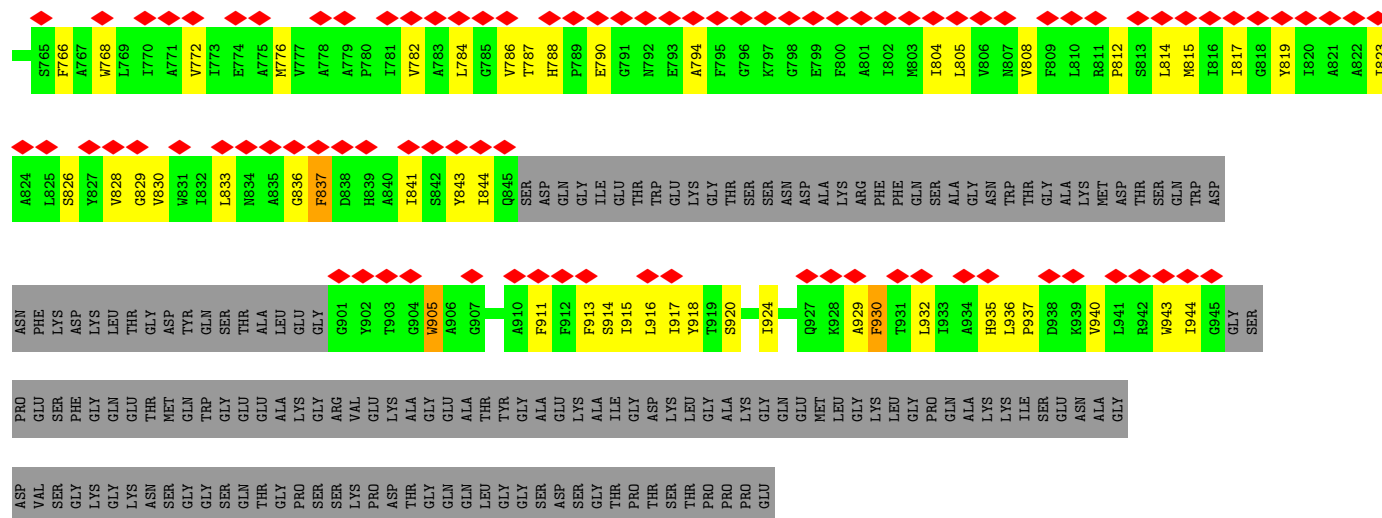 S765 F766 A767 W768 L769 I770 A771 V772 I773 E774 A775 M776 V777 A778 A779 P780 I781 V782 A783 L784 G785 V786 T787 H788 P789 E790 G791 N792 E793 A794 F795 G796 K797 G798 E799 F800 A801 I802 M803 I804 L805 V806 N807 V808 F809 L810 R811 P812 S813 L814 M815 I816 I817 G818 Y819 I820 A821 A822 I823
A824 L825 S826 Y827 V828 G829 V830 W831 I832 L833 N834 A835 G836 F837 D838 H839 A840 I841 S842 Y843 I844 Q845 SER ASP GLN GLY ILE GLU THR TRP GLU LYS GLY THR SER SER ASN ASP ALA LYS ARG PHE PHE GLN SER ALA GLY ASN TRP THR GLY ALA LYS MET ASP THR SER GLN TRP ASP
ASN PHE LYS ASP LYS LEU THR GLY ASP TYR GLN SER THR ALA LEU GLU GLY G901 Y902 T903 G904 W905 A906 G907 A910 F911 F912 F913 S914 I915 L916 I917 Y918 T919 S920 I924 Q927 K928 A929 F930 T931 L932 I933 A934 H935 L936 P937 D938 K939 V940 L941 R942 W943 I944 G945 GLY SER
PRO GLU SER PHE GLY GLN GLU THR MET GLN TRP GLY GLU GLU ALA LYS GLY ARG VAL GLU LYS ALA GLY GLU ALA THR TYR GLY ALA GLU LYS ALA ILE GLY ASP LYS LEU GLY ALA LYS GLY GLN GLU MET LEU GLY LYS LEU GLY PRO GLN ALA LYS LYS ILE SER GLU ASN ALA GLY
ASP VAL SER GLY LYS GLY LYS ASN SER GLY GLY SER GLN THR GLY PRO SER SER LYS PRO ASP THR GLY GLN GLN LEU GLY GLY SER ASP SER GLY THR PRO THR SER THR PRO PRO PRO GLU